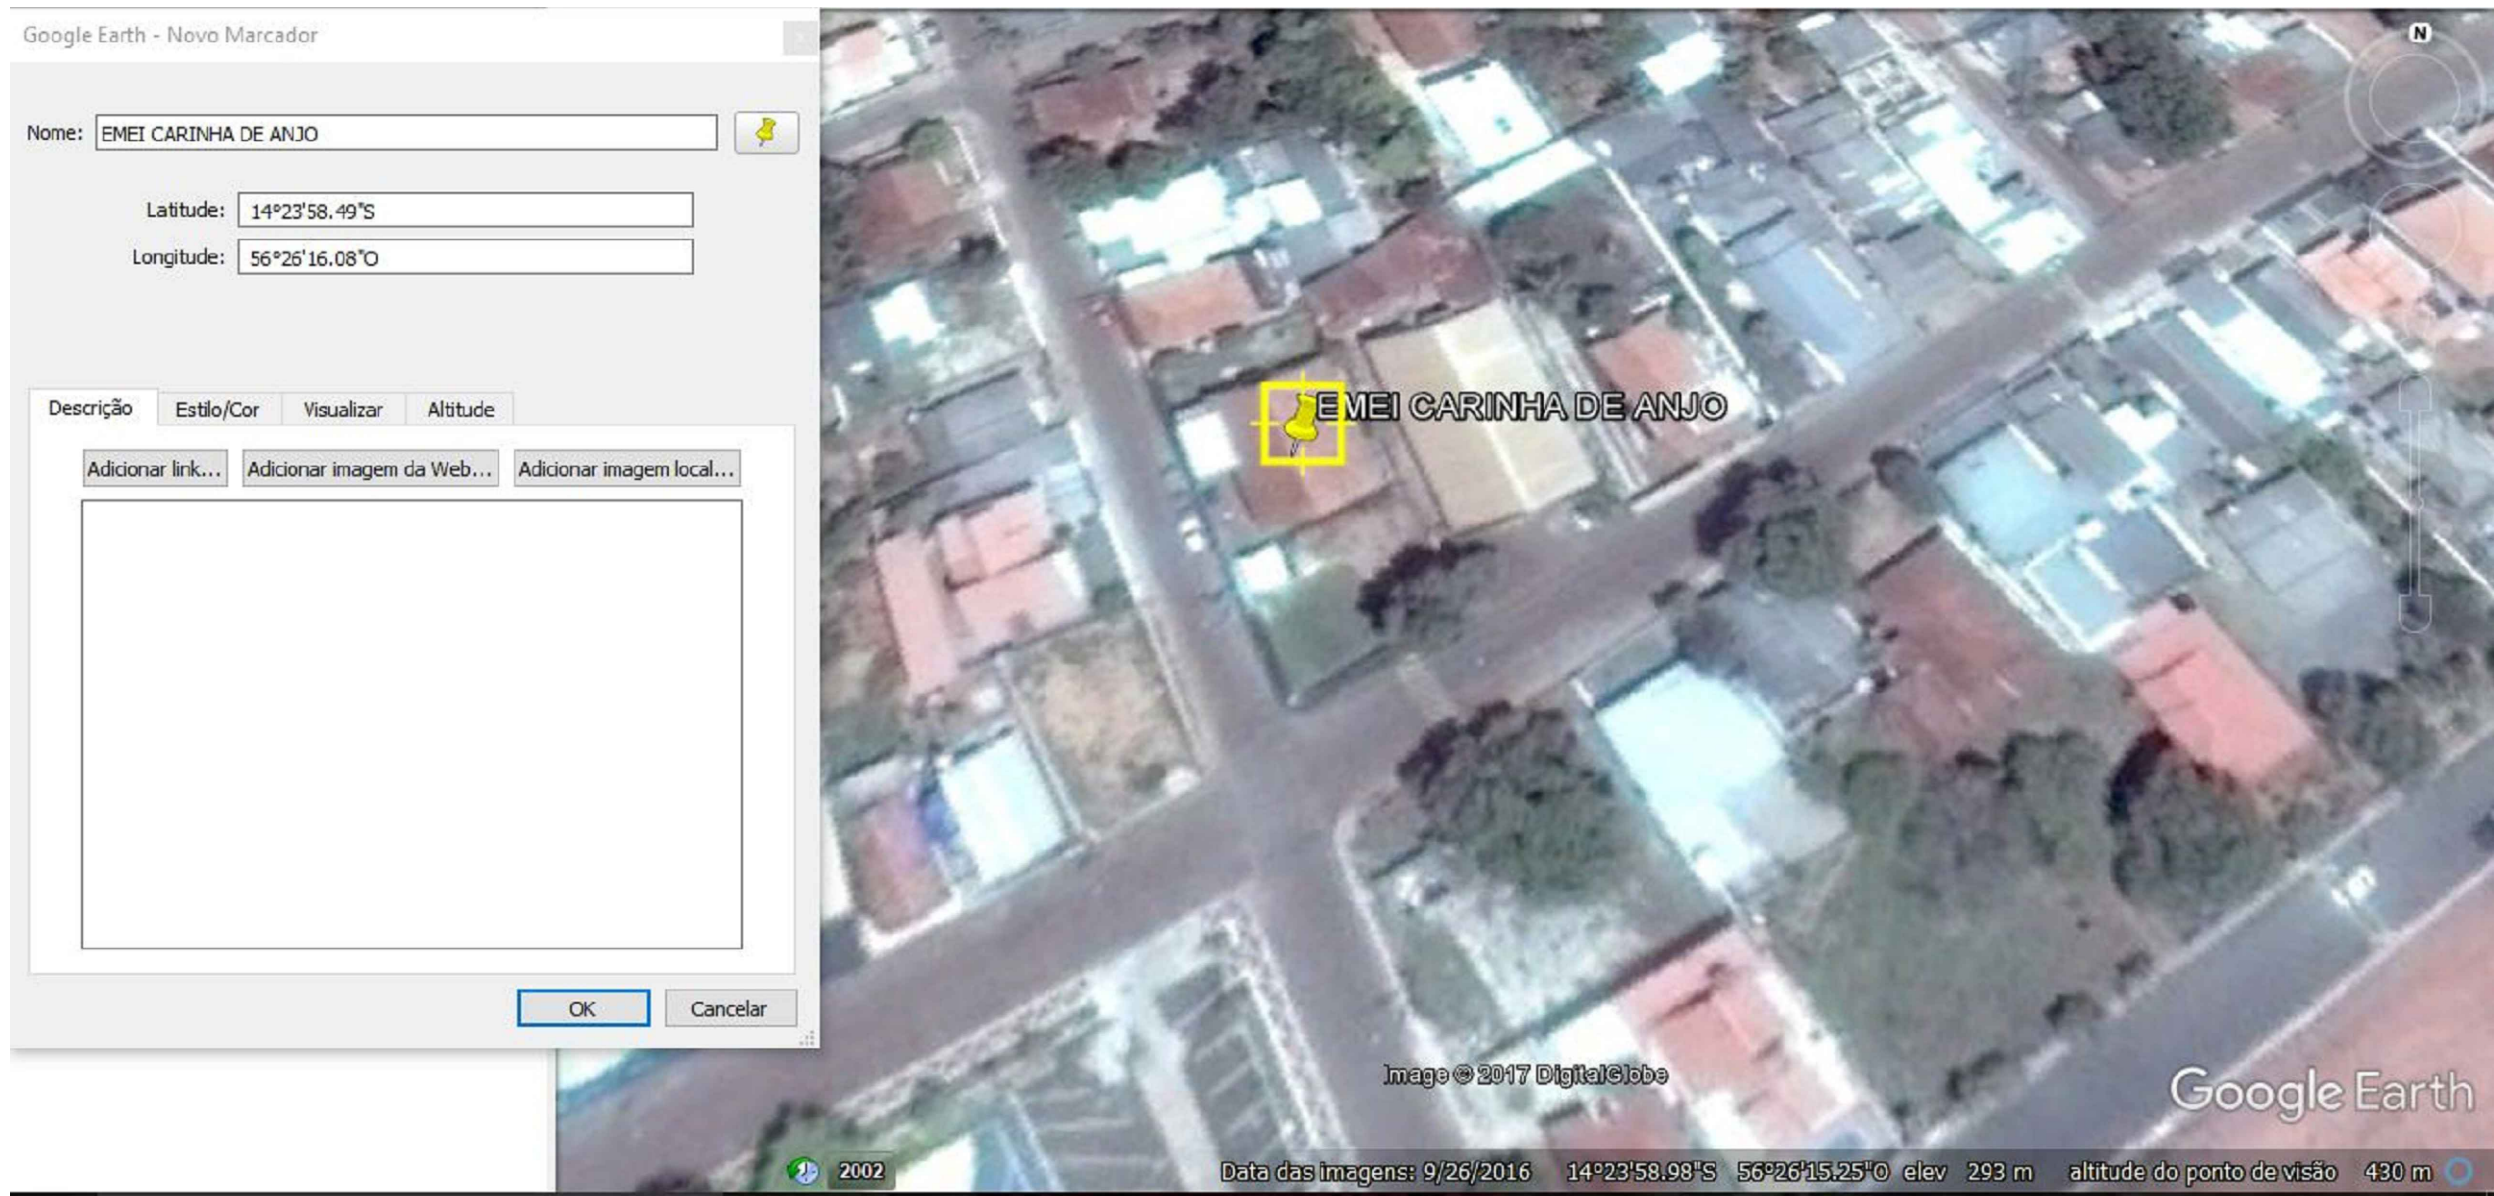 Google Earth - Novo Marcador
Nome: EMEI CARINHA DE ANJO
Latitude: 14°23'58.49"S
Longitude: 56°26'16.08"O
Descrição Estilo/Cor Visualizar Altitude
Adicionar link... Adicionar imagem da Web... Adicionar imagem local...
OK Cancelar
N
EMEI CARINHA DE ANJO
Image © 2017 DigitalGlobe
Google Earth
2002
Data das imagens: 9/26/2016 14°23'58.98"S 56°26'15.25"O elev 293 m altitude do ponto de visão 430 m